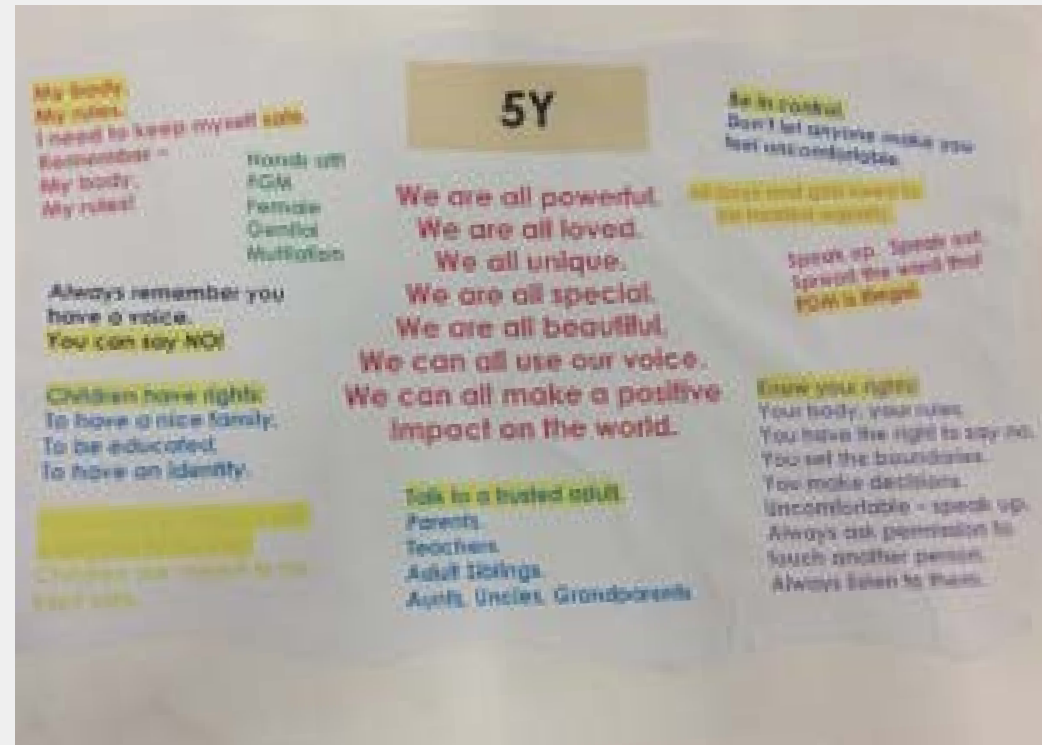 My body.
My rules.
I need to keep myself safe.
Remember -
My body.
My rules!
Hands off!
FGM
Female
Genital
Mutilation
Always remember you
have a voice.
You can say NO!
Children have rights:
To have a nice family.
To be educated.
To have an identity.
5Y
We are all powerful.
We are all loved.
We all unique.
We are all special.
We are all beautiful.
We can all use our voice.
We can all make a positive
impact on the world.
Talk to a trusted adult.
Parents.
Teachers.
Adult Siblings.
Aunts, Uncles, Grandparents
Be in control.
Don't let anyone make you
feel uncomfortable.
Speak up. Speak out.
Spread the word that
FGM is illegal.
Know your rights:
Your body, your rules.
You have the right to say no.
You set the boundaries.
You make decisions.
Uncomfortable - speak up.
Always ask permission to
touch another person.
Always listen to them.